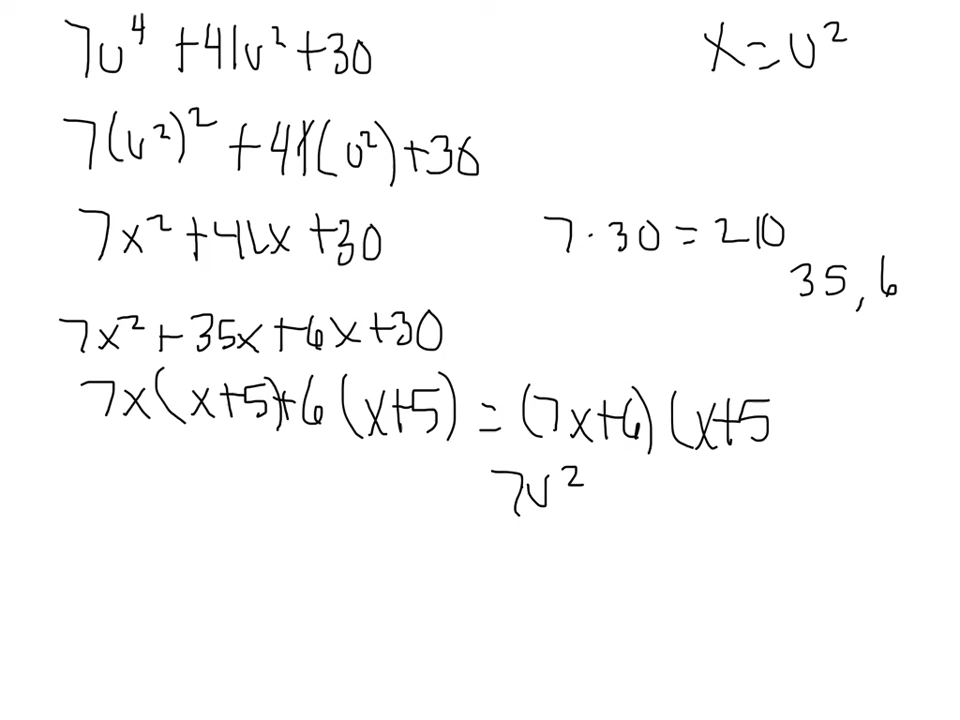 7u⁴ + 41u² + 30
x = u²
7(u²)² + 41(u²) + 30
7x² + 41x + 30
7 · 30 = 210
35, 6
7x² + 35x + 6x + 30
7x(x+5) + 6(x+5) = (7x+6)(x+5
7u²